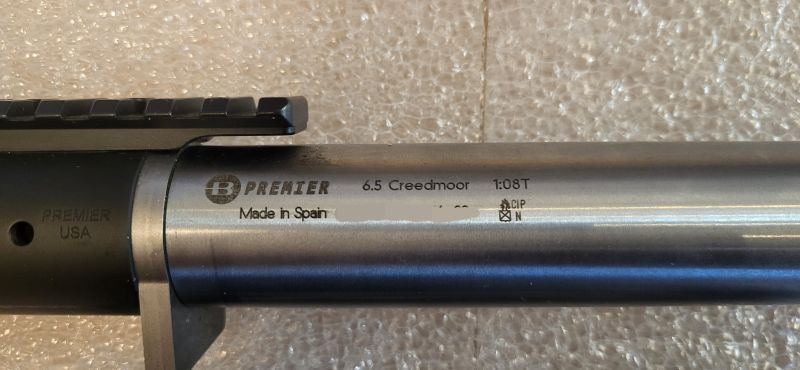 B PREMIER 6.5 Creedmoor 1:08T
Made in Spain
CIP
N
PREMIER
USA